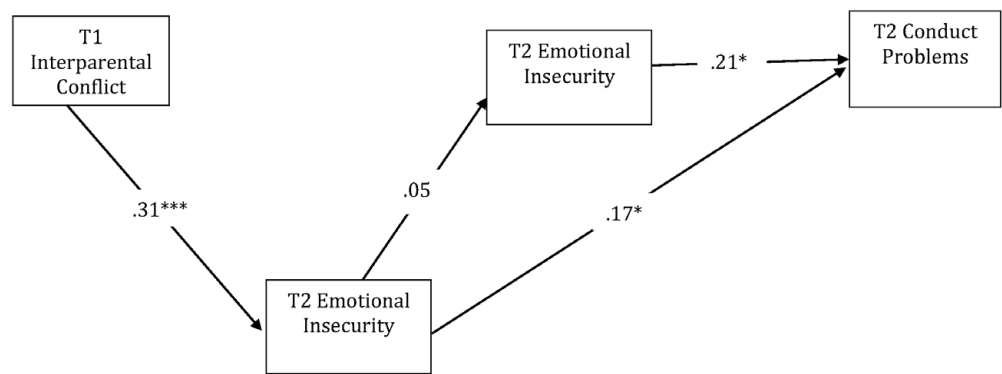 T1
Interparental
Conflict
T2 Emotional
Insecurity
.21*
T2 Conduct
Problems
.31***
.05
.17*
T2 Emotional
Insecurity